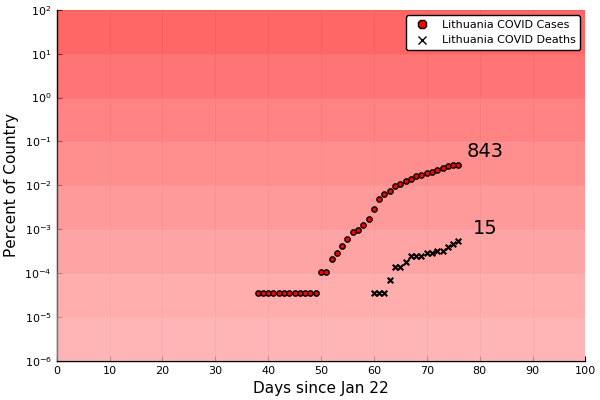 10²
10¹
10⁰
10⁻¹
10⁻²
10⁻³
10⁻⁴
10⁻⁵
10⁻⁶
Percent of Country
Lithuania COVID Cases
Lithuania COVID Deaths
843
15
0 10 20 30 40 50 60 70 80 90 100
Days since Jan 22